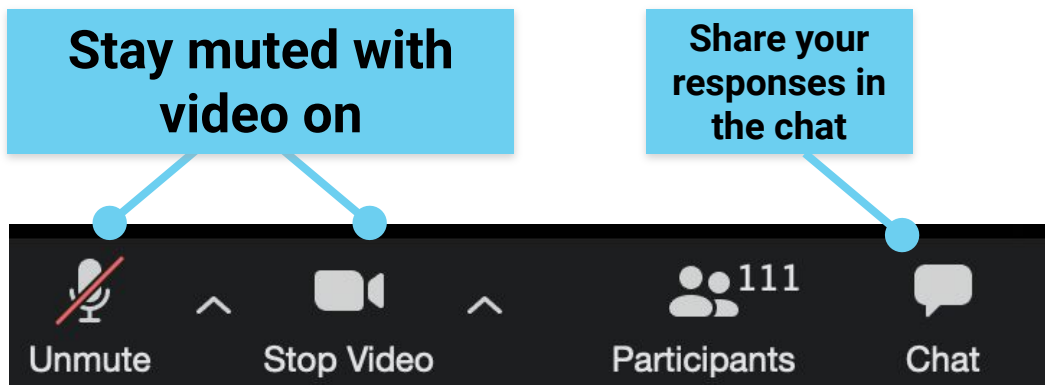 Stay muted with
video on
Share your
responses in
the chat
111
Unmute
Stop Video
Participants
Chat